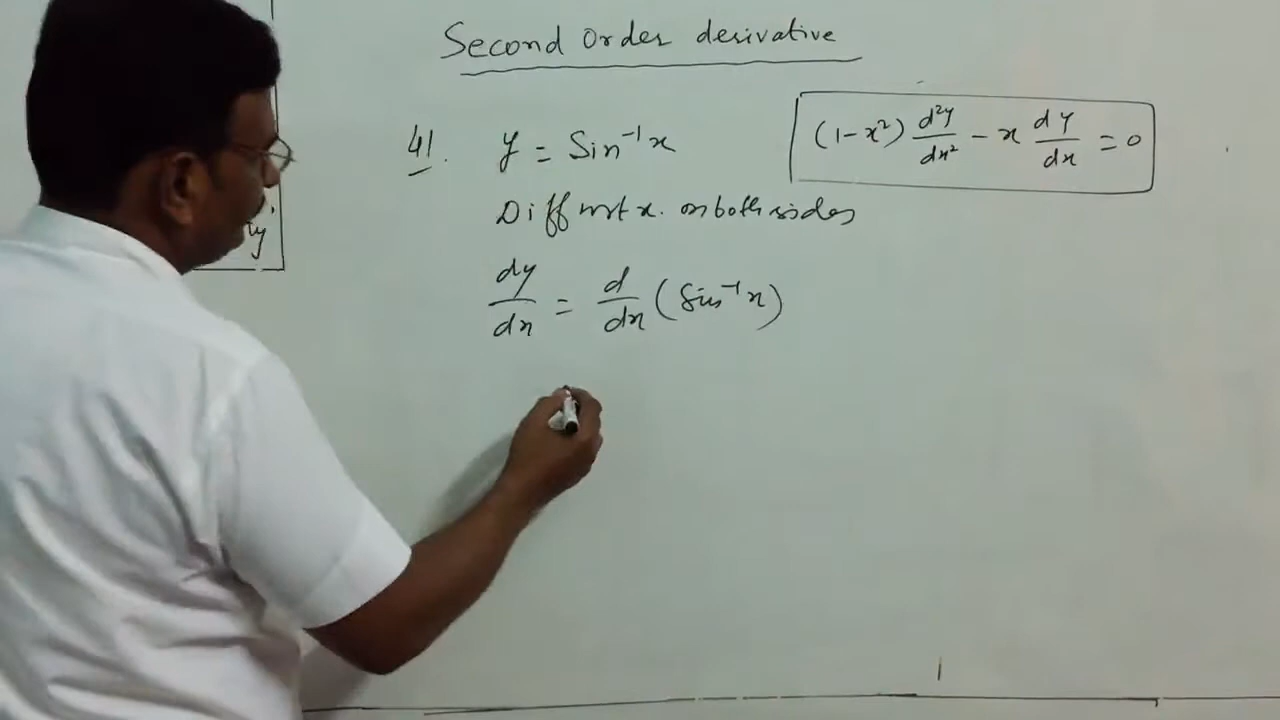 Second Order derivative
41. y = Sin⁻¹x
(1-x²) d²y/dx² - x dy/dx = 0
Diff wrt x. on both sides
dy/dx = d/dx (Sin⁻¹x)